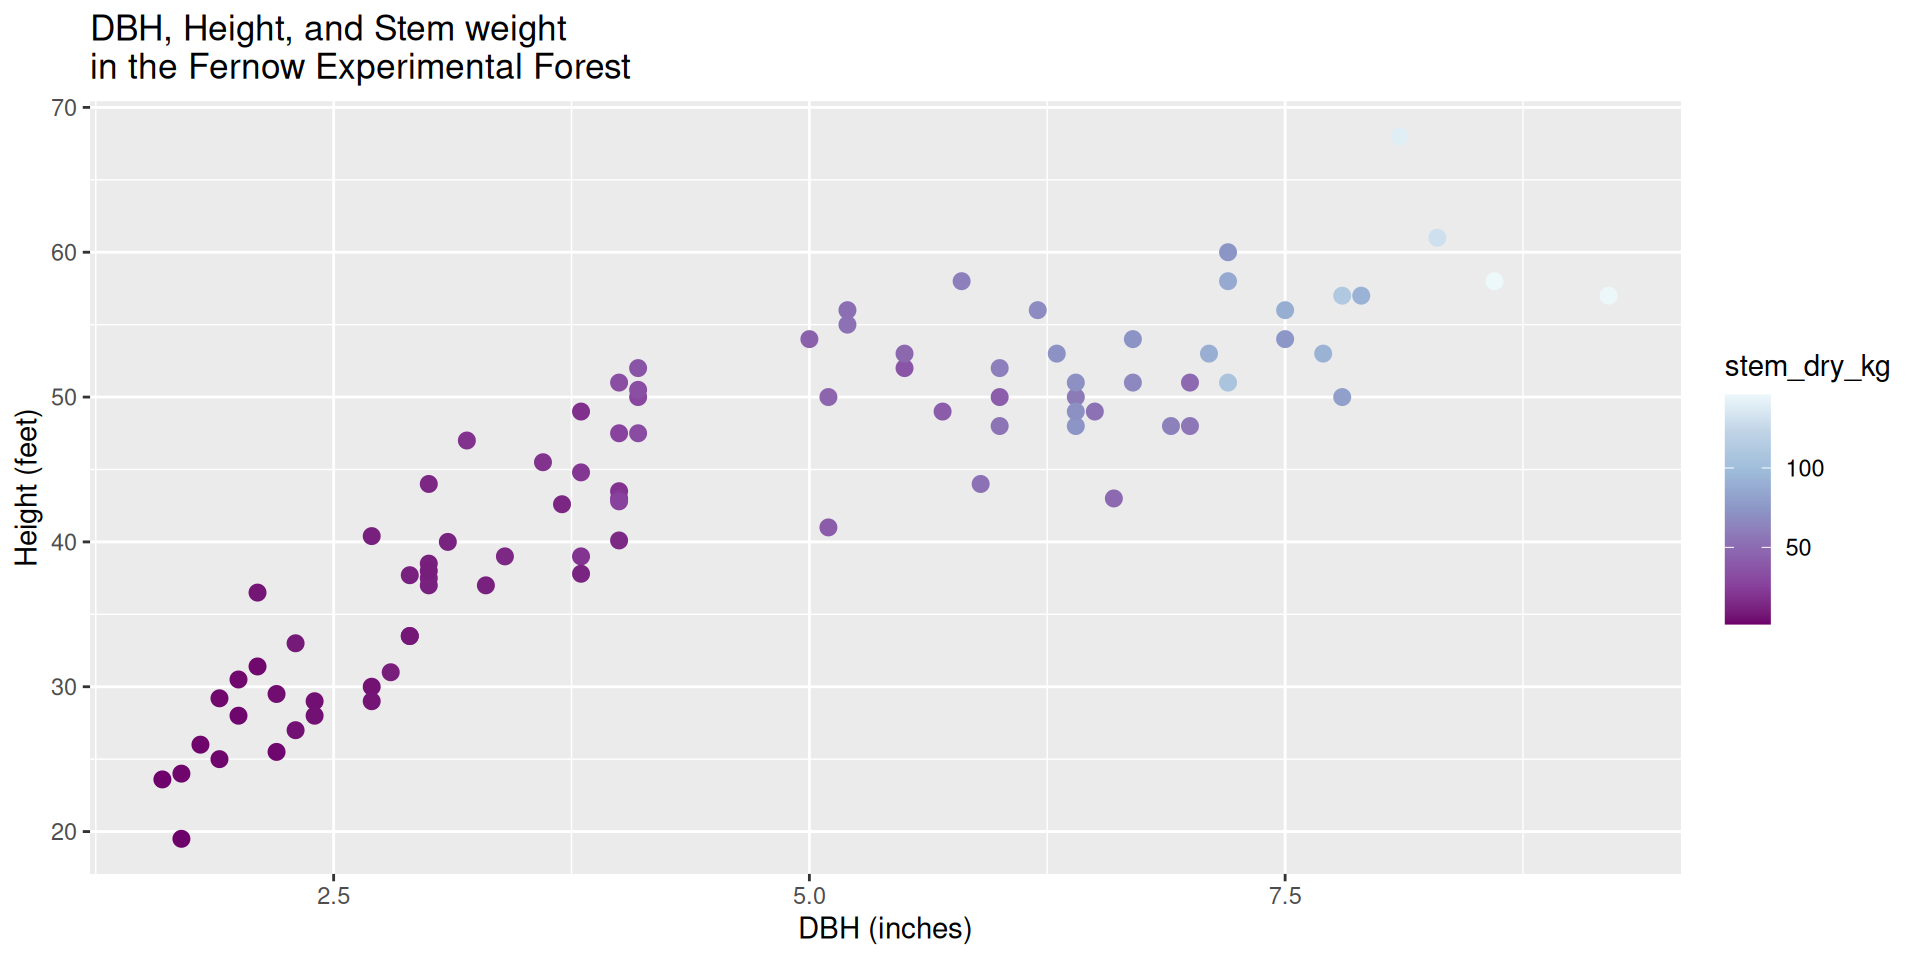 DBH, Height, and Stem weight
in the Fernow Experimental Forest
70
60
50
40
30
20
Height (feet)
2.5
5.0
7.5
DBH (inches)
stem_dry_kg
100
50